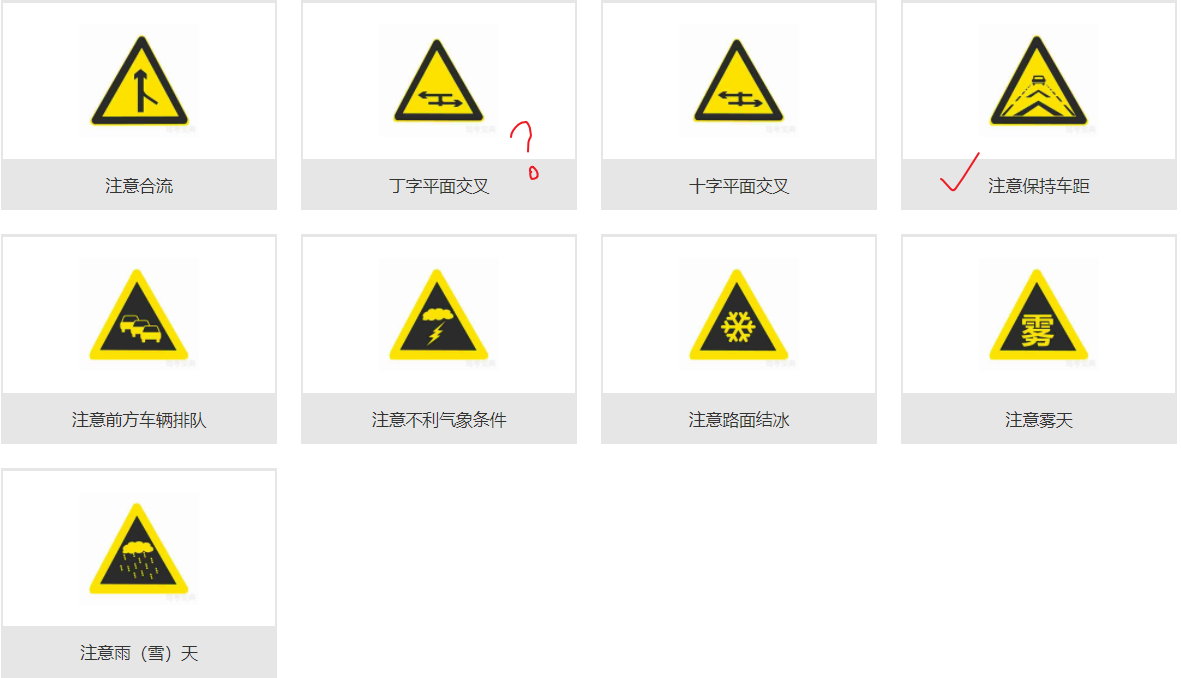 注意合流
丁字平面交叉
十字平面交叉
注意保持车距
?
注意前方车辆排队
注意不利气象条件
注意路面结冰
雾
注意雾天
注意雨（雪）天